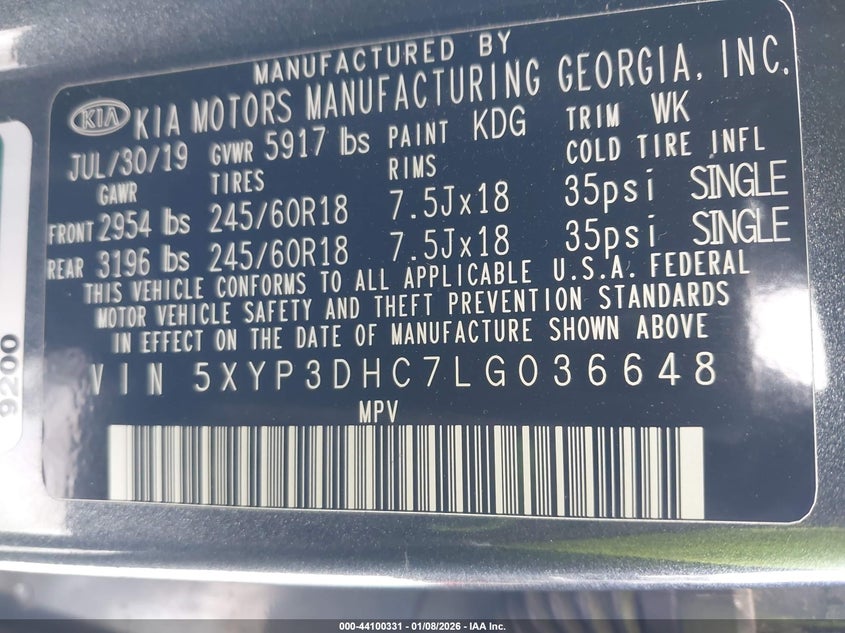 MANUFACTURED BY
KIA KIA MOTORS MANUFACTURING GEORGIA, INC.
JUL/30/19 GVWR 5917 lbs PAINT KDG TRIM WK
GAWR TIRES RIMS COLD TIRE INFL
FRONT 2954 lbs 245/60R18 7.5Jx18 35psi SINGLE
REAR 3196 lbs 245/60R18 7.5Jx18 35psi SINGLE
THIS VEHICLE CONFORMS TO ALL APPLICABLE U.S.A. FEDERAL
MOTOR VEHICLE SAFETY AND THEFT PREVENTION STANDARDS
IN EFFECT ON THE DATE OF MANUFACTURE SHOWN ABOVE
VIN 5XYP3DHC7LG036648
MPV
9200
000-44100331 - 01/08/2026 - IAA Inc.